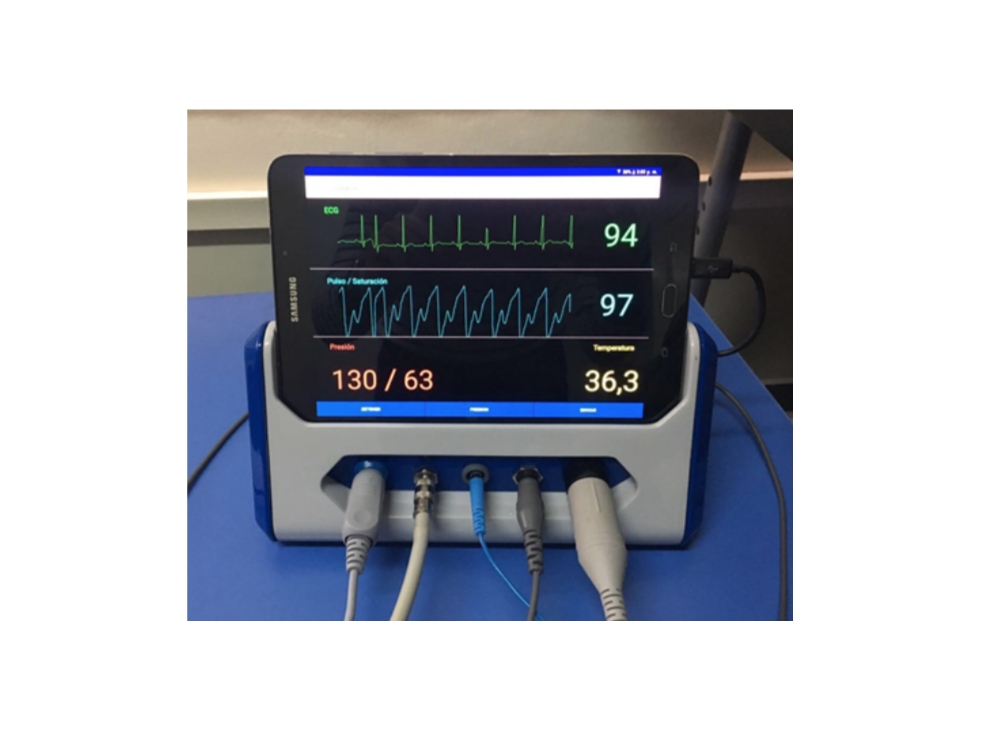 ECG
94
Pulso / Saturación
97
SAMSUNG
Presión
Temperatura
130 / 63
36,3